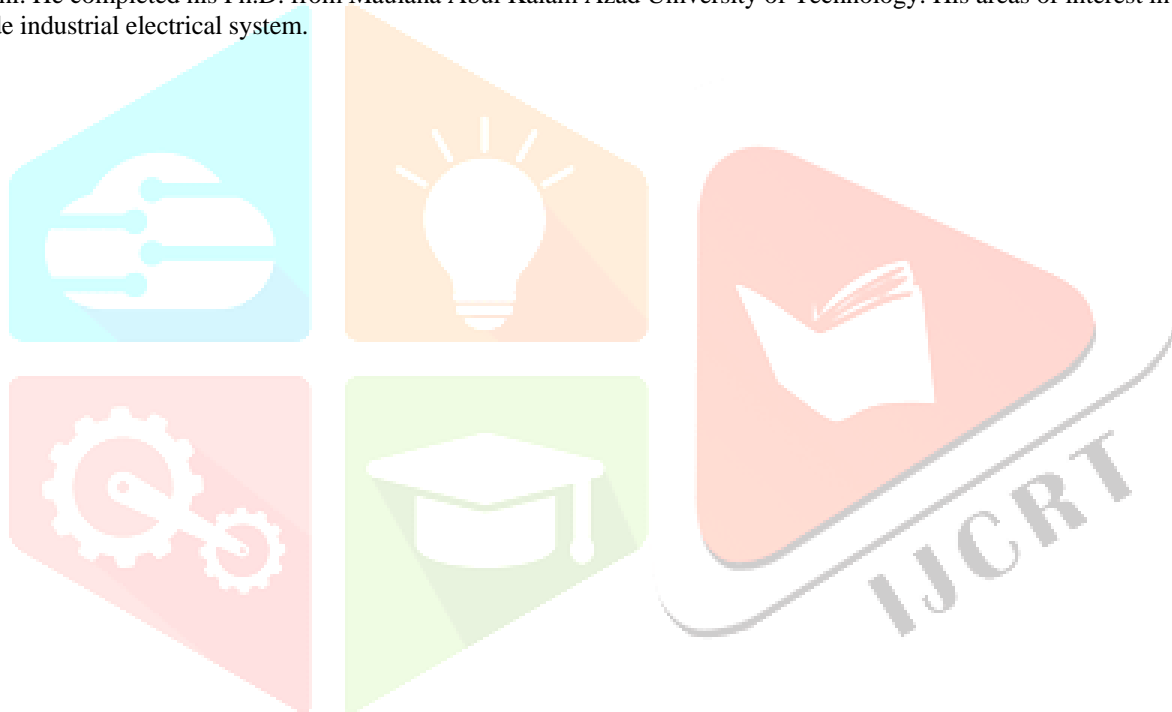 He completed his Ph.D. from Maulana Abul Kalam Azad University of Technology. His areas of interest in
industrial electrical system.
IJCRT